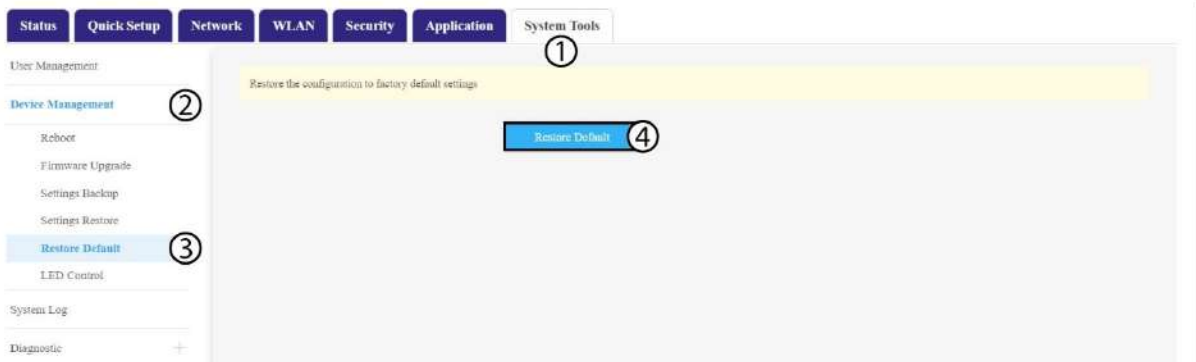 Status Quick Setup Network WLAN Security Application System Tools
①
User Management
Restore the configuration to factory default settings
Device Management ②
Restore Default ④
Reboot
Firmware Upgrade
Settings Backup
Settings Restore
Restore Default ③
LED Control
System Log
Diagnostic +